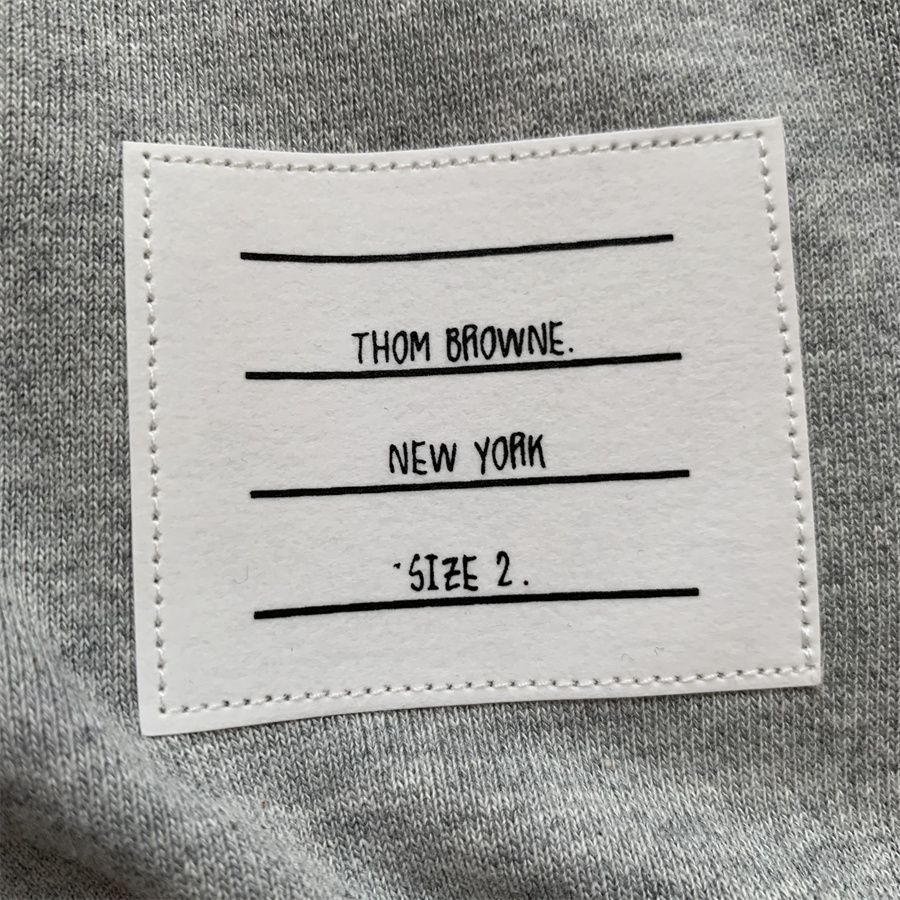 THOM BROWNE.
NEW YORK
SIZE 2.